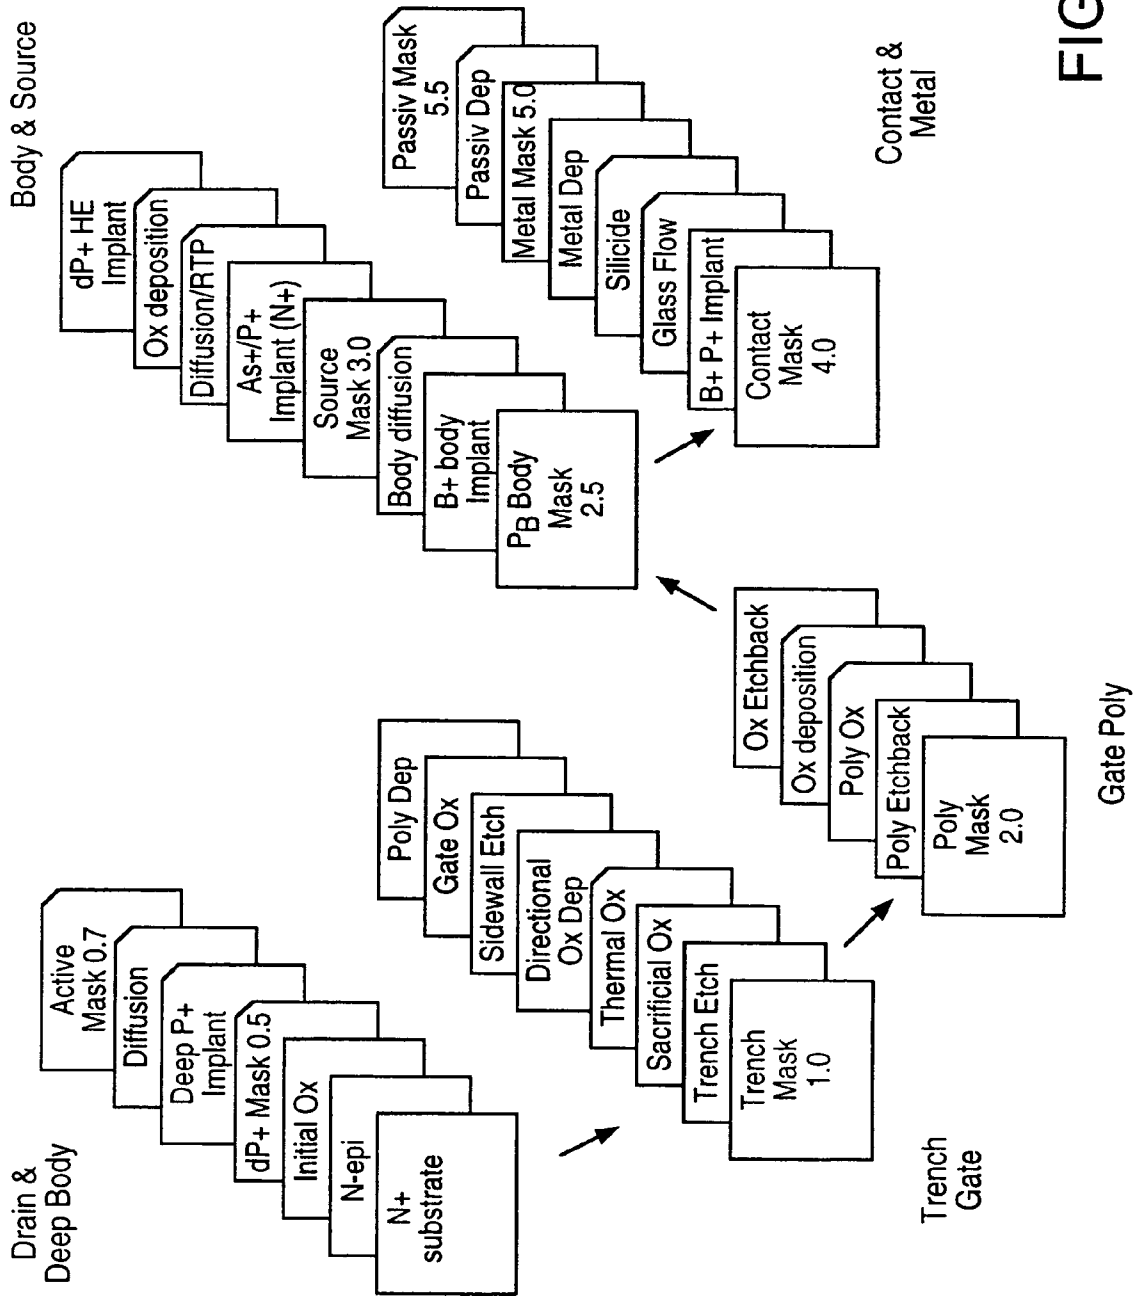 Drain &
Deep Body
N+
substrate
N-epi
Initial Ox
dP+ Mask 0.5
Deep P+
Implant
Diffusion
Active
Mask 0.7
Trench
Gate
Trench
Mask
1.0
Trench Etch
Sacrificial Ox
Thermal Ox
Directional
Ox Dep
Sidewall Etch
Gate Ox
Poly Dep
Gate Poly
Poly
Mask
2.0
Poly Etchback
Poly Ox
Ox deposition
Ox Etchback
Body & Source
PB Body
Mask
2.5
B+ body
Implant
Body diffusion
Source
Mask 3.0
As+/P+
Implant (N+)
Diffusion/RTP
Ox deposition
dP+ HE
Implant
Contact &
Metal
Contact
Mask
4.0
B+ P+ Implant
Glass Flow
Silicide
Metal Dep
Metal Mask 5.0
Passiv Dep
Passiv Mask
5.5
FIG